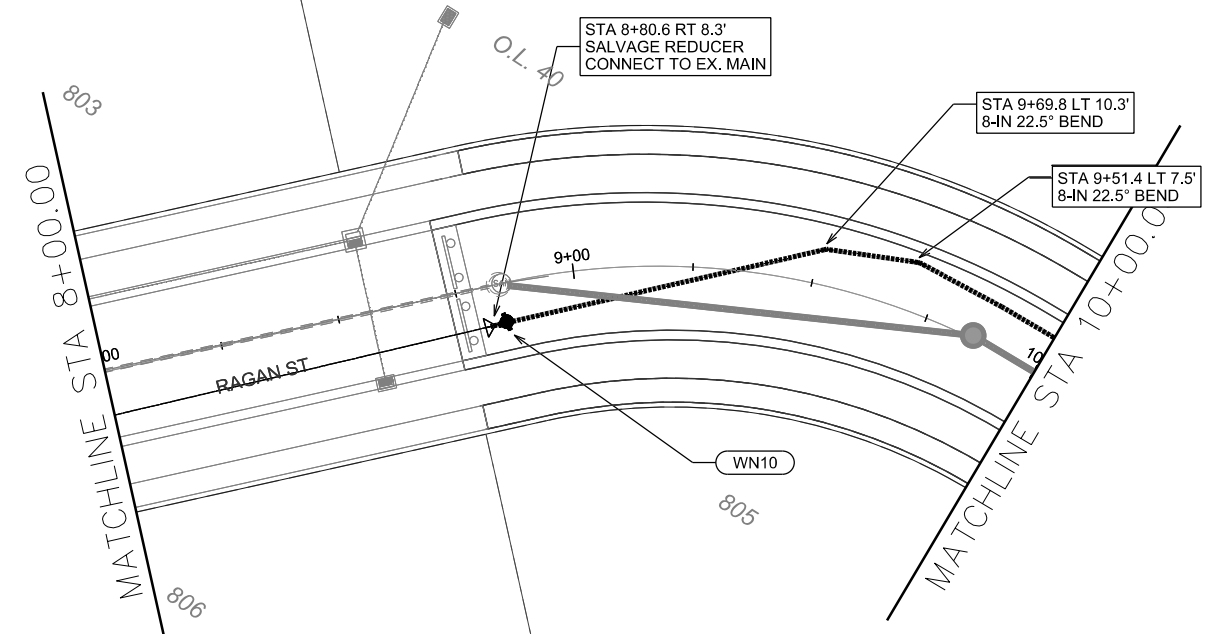 STA 8+80.6 RT 8.3'
SALVAGE REDUCER
CONNECT TO EX. MAIN
O.L. 40
803
STA 9+69.8 LT 10.3'
8-IN 22.5° BEND
STA 9+51.4 LT 7.5'
8-IN 22.5° BEND
MATCHLINE STA 8+00.00
9+00
00
RAGAN ST
10
MATCHLINE STA 10+00.0
WN10
805
806